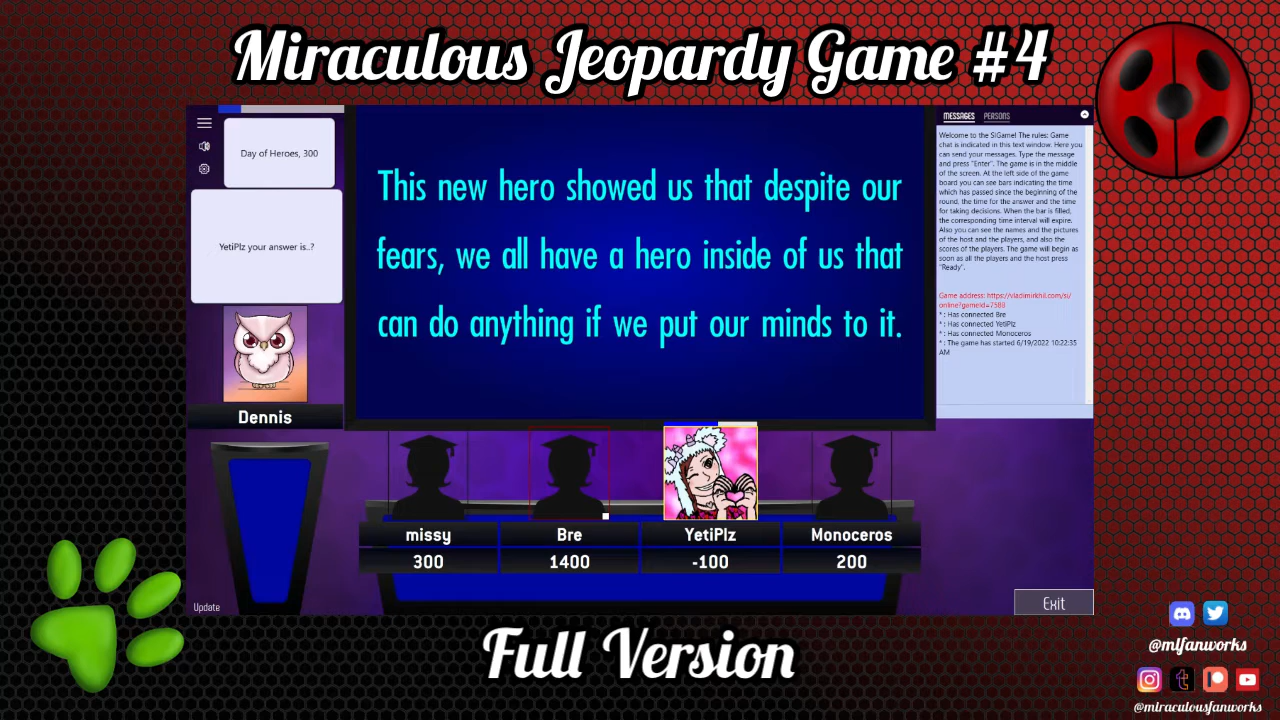 Miraculous Jeopardy Game #4
Day of Heroes, 300
YetiPlz your answer is..?
Dennis
Update
This new hero showed us that despite our
fears, we all have a hero inside of us that
can do anything if we put our minds to it.
MESSAGES PERSONS
Welcome to the SIGame! The rules: Game
chat is indicated in this text window. Here you
can send your messages. Type the message
and press "Enter". The game is in the middle
of the screen. At the left side of the game
board you can see bars indicating the time
which has passed since the beginning of the
round, the time for the answer and the time
for taking decisions. When the bar is filled,
the corresponding time interval will expire.
Also you can see the names and the pictures
of the host and the players, and also the
scores of the players. The game will begin as
soon as all the players and the host press
"Ready".
Game address: https://vladimirkhil.com/si/
online?gameId=7588
* : Has connected Bre
* : Has connected YetiPlz
* : Has connected Monoceros
* : The game has started 6/19/2022 10:22:35
AM
missy Bre YetiPlz Monoceros
300 1400 -100 200
Exit
Full Version
@mlfanworks
@miraculousfanworks